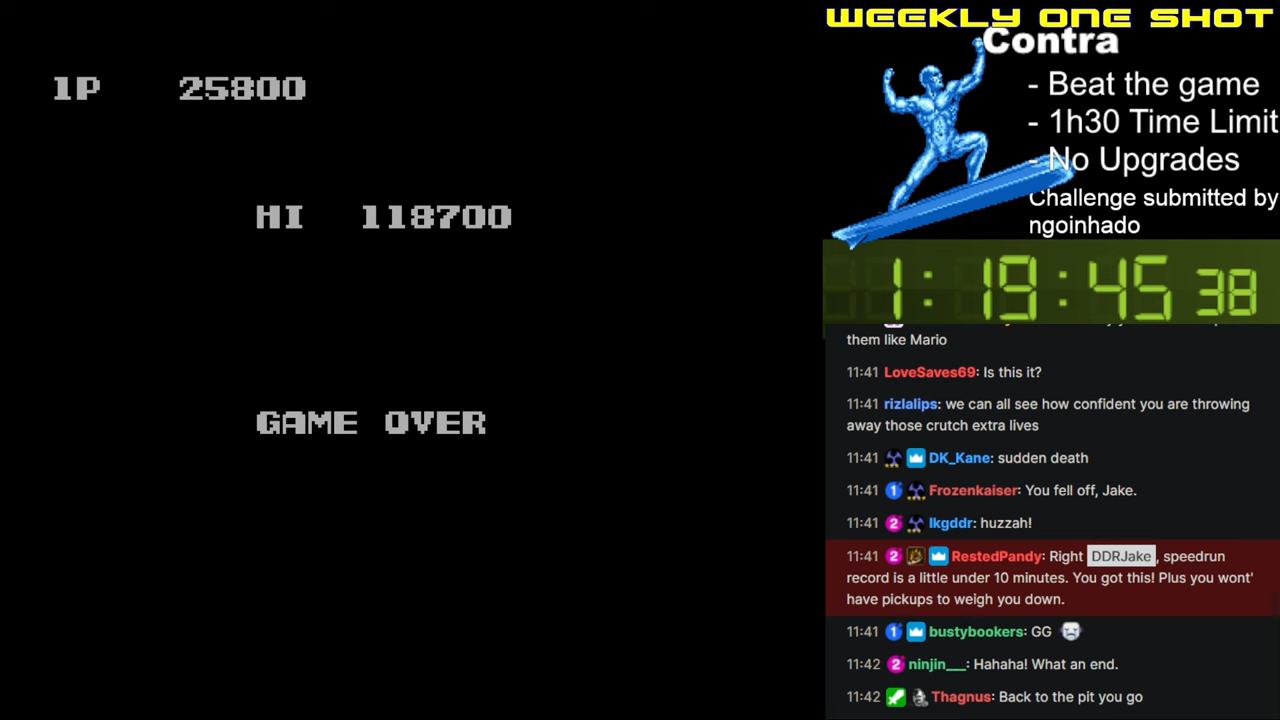 1P 25800
HI 118700
GAME OVER
WEEKLY ONE SHOT
Contra
- Beat the game
- 1h30 Time Limit
- No Upgrades
Challenge submitted by
ngoinhado
1:19:45 38
them like Mario
11:41 LoveSaves69: Is this it?
11:41 rizlalips: we can all see how confident you are throwing
away those crutch extra lives
11:41 DK_Kane: sudden death
11:41 1 Frozenkaiser: You fell off, Jake.
11:41 2 lkgddr: huzzah!
11:41 2 RestedPandy: Right DDRJake, speedrun
record is a little under 10 minutes. You got this! Plus you wont'
have pickups to weigh you down.
11:41 1 bustybookers: GG
11:42 2 ninjin___: Hahaha! What an end.
11:42 Thagnus: Back to the pit you go